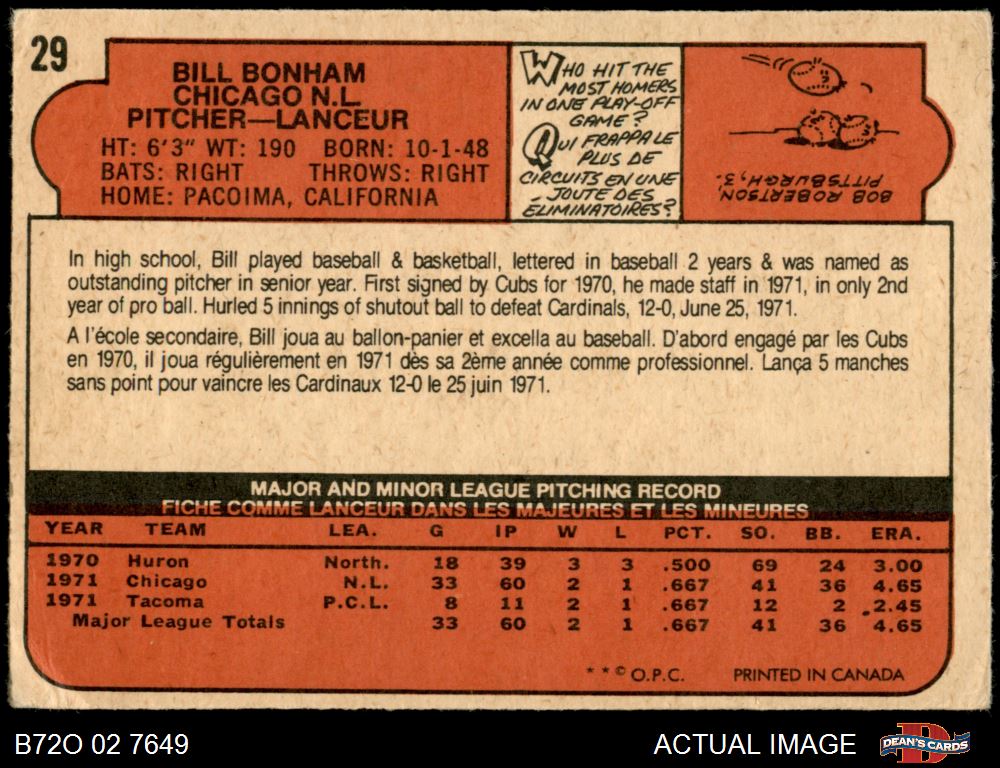 29
BILL BONHAM
CHICAGO N.L.
PITCHER—LANCEUR
HT: 6'3" WT: 190 BORN: 10-1-48
BATS: RIGHT THROWS: RIGHT
HOME: PACOIMA, CALIFORNIA
WHO HIT THE
MOST HOMERS
IN ONE PLAY-OFF
GAME?
QUI FRAPPA LE
PLUS DE
CIRCUITS EN UNE
JOUTE DES
ÉLIMINATOIRES?
BOB ROBERTSON,
PITTSBURGH, 3.
In high school, Bill played baseball & basketball, lettered in baseball 2 years & was named as
outstanding pitcher in senior year. First signed by Cubs for 1970, he made staff in 1971, in only 2nd
year of pro ball. Hurled 5 innings of shutout ball to defeat Cardinals, 12-0, June 25, 1971.
A l'école secondaire, Bill joua au ballon-panier et excella au baseball. D'abord engagé par les Cubs
en 1970, il joua régulièrement en 1971 dès sa 2ème année comme professionnel. Lança 5 manches
sans point pour vaincre les Cardinaux 12-0 le 25 juin 1971.
MAJOR AND MINOR LEAGUE PITCHING RECORD
FICHE COMME LANCEUR DANS LES MAJEURES ET LES MINEURES
YEAR TEAM LEA. G IP W L PCT. SO. BB. ERA.
1970 Huron North. 18 39 3 3 .500 69 24 3.00
1971 Chicago N.L. 33 60 2 1 .667 41 36 4.65
1971 Tacoma P.C.L. 8 11 2 1 .667 12 2 2.45
Major League Totals 33 60 2 1 .667 41 36 4.65
**© O.P.C. PRINTED IN CANADA
B72O 02 7649
ACTUAL IMAGE
DEAN'S CARDS